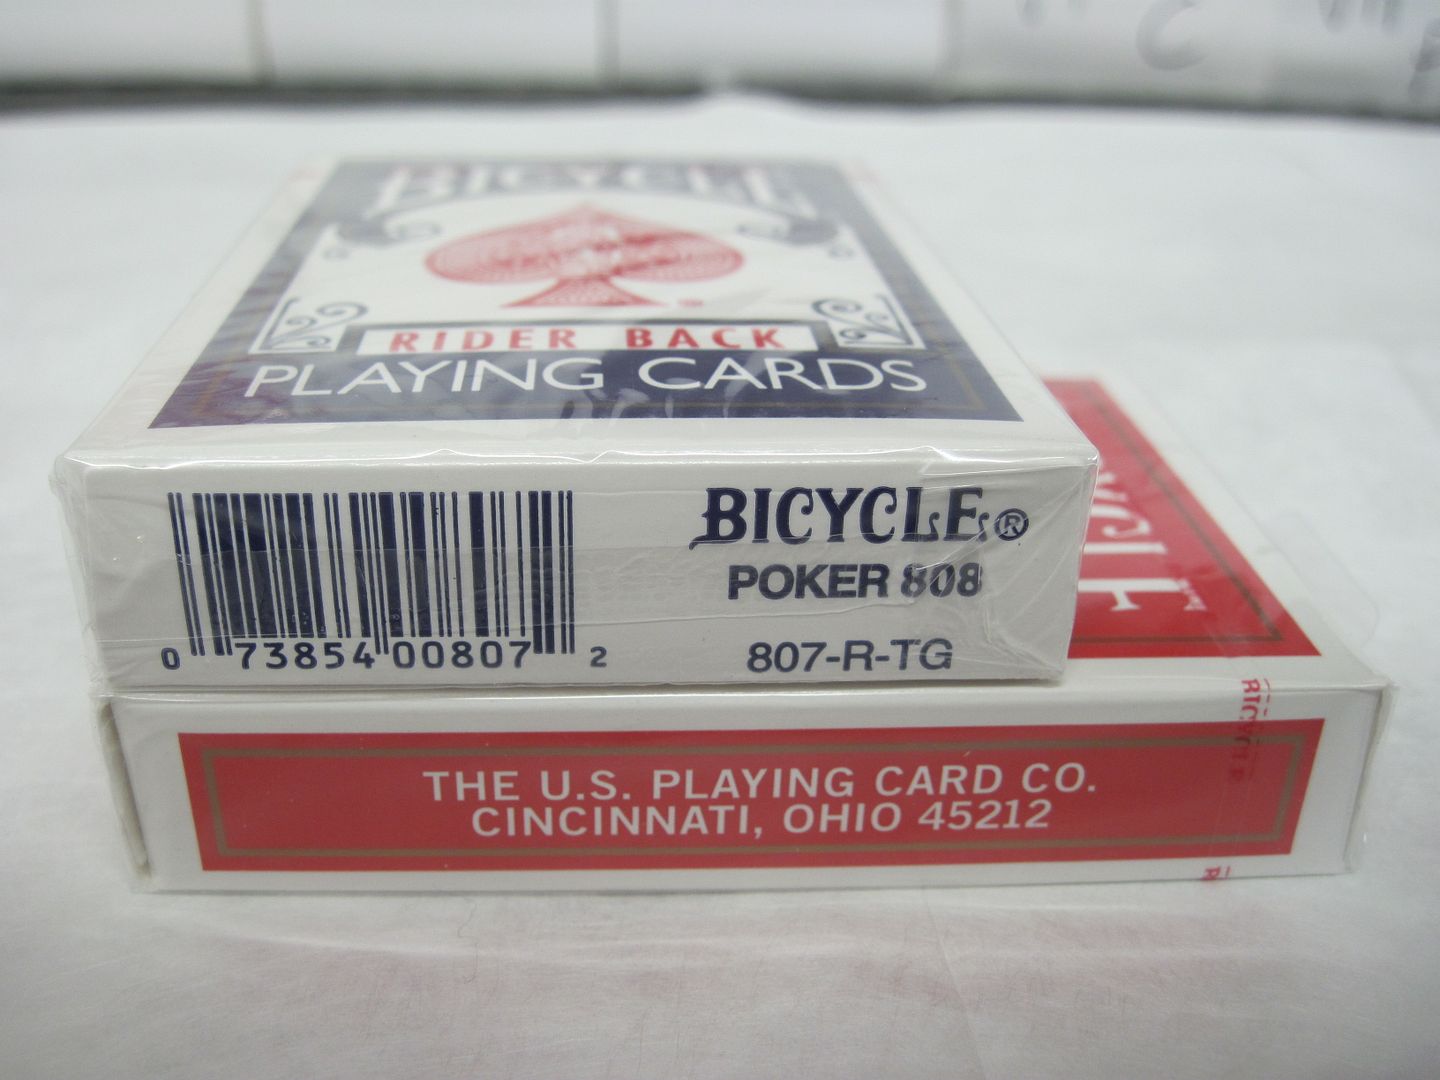 BICYCLE
RIDER BACK
PLAYING CARDS
BICYCLE®
POKER 808
807-R-TG
0 73854 00807 2
THE U.S. PLAYING CARD CO.
CINCINNATI, OHIO 45212
BICYCLE